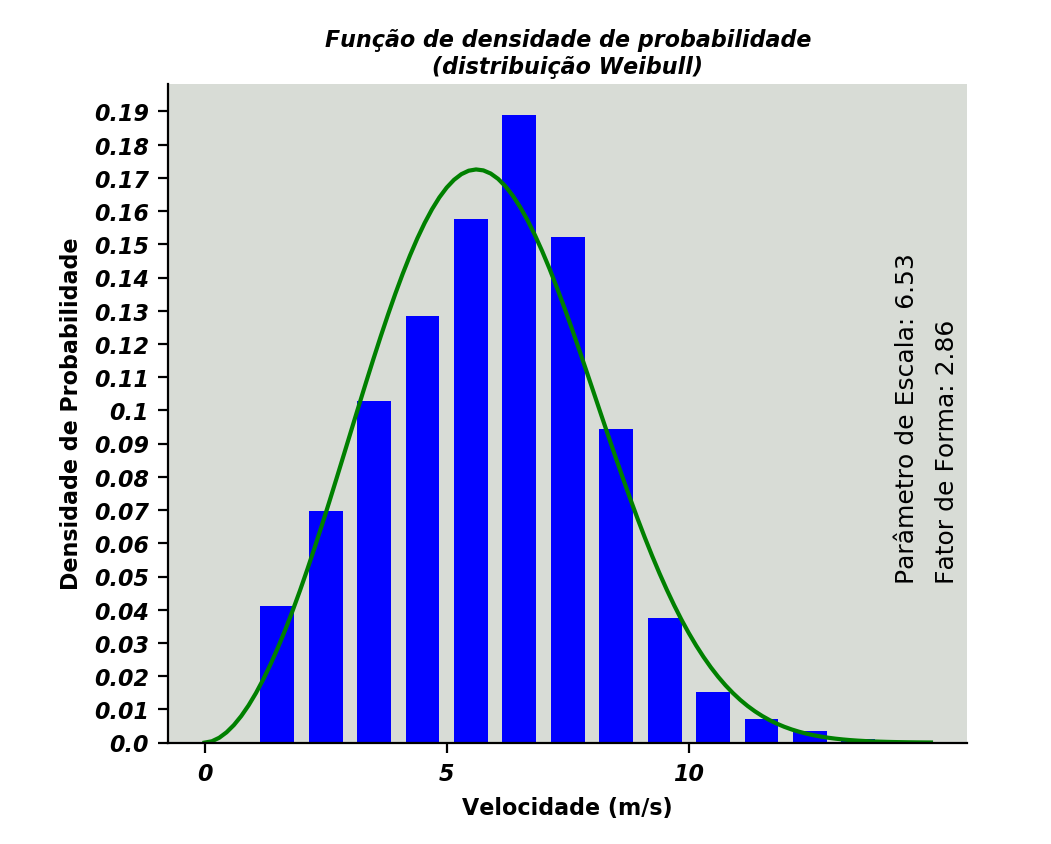 Função de densidade de probabilidade
(distribuição Weibull)
Densidade de Probabilidade
0.19
0.18
0.17
0.16
0.15
0.14
0.13
0.12
0.11
0.1
0.09
0.08
0.07
0.06
0.05
0.04
0.03
0.02
0.01
0.0
Parâmetro de Escala: 6.53
Fator de Forma: 2.86
0 5 10
Velocidade (m/s)